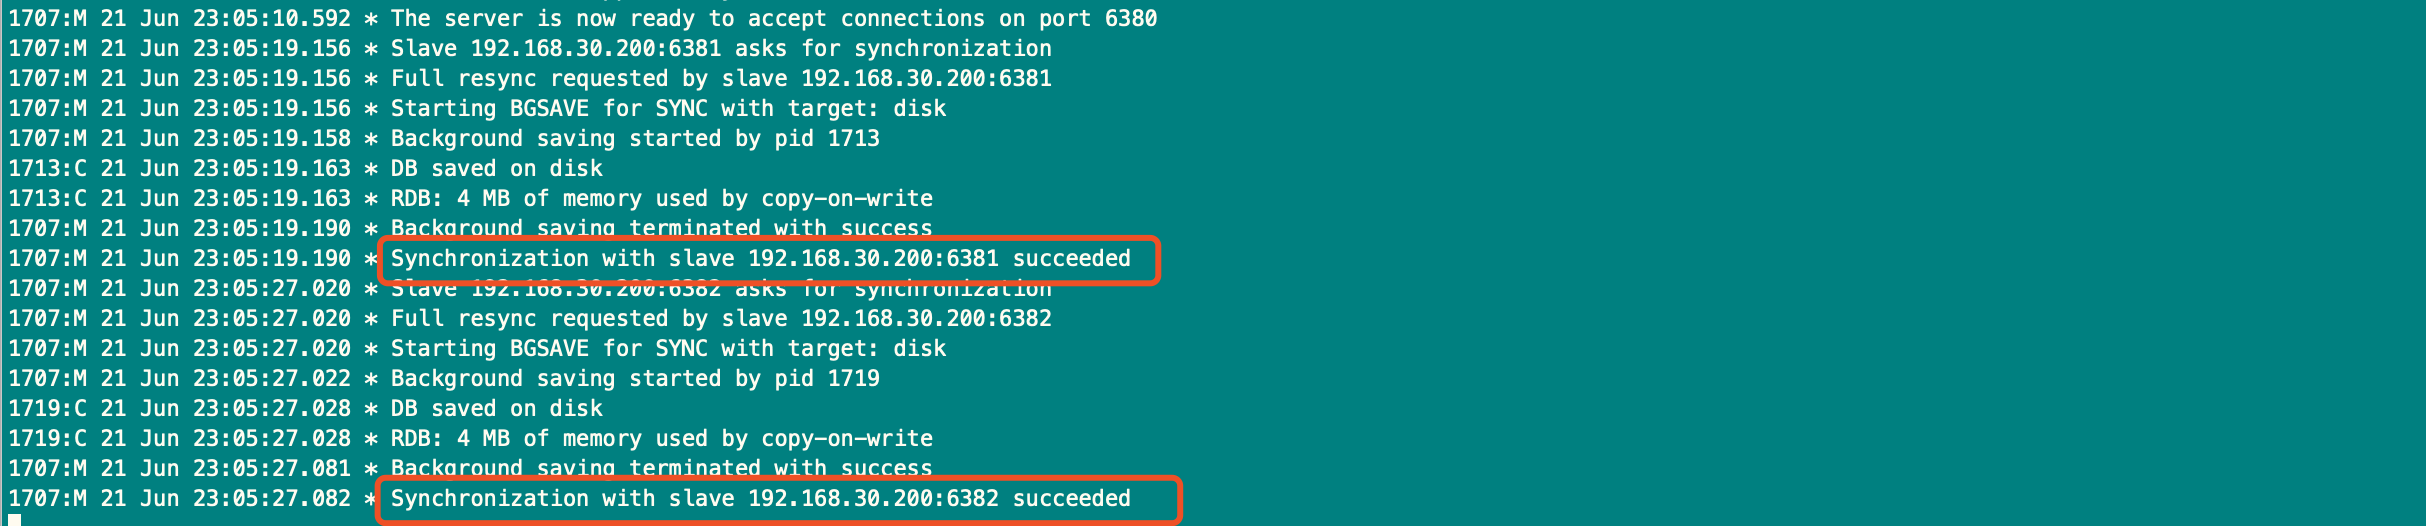 1707:M 21 Jun 23:05:10.592 * The server is now ready to accept connections on port 6380
1707:M 21 Jun 23:05:19.156 * Slave 192.168.30.200:6381 asks for synchronization
1707:M 21 Jun 23:05:19.156 * Full resync requested by slave 192.168.30.200:6381
1707:M 21 Jun 23:05:19.156 * Starting BGSAVE for SYNC with target: disk
1707:M 21 Jun 23:05:19.158 * Background saving started by pid 1713
1713:C 21 Jun 23:05:19.163 * DB saved on disk
1713:C 21 Jun 23:05:19.163 * RDB: 4 MB of memory used by copy-on-write
1707:M 21 Jun 23:05:19.190 * Background saving terminated with success
1707:M 21 Jun 23:05:19.190 * Synchronization with slave 192.168.30.200:6381 succeeded
1707:M 21 Jun 23:05:27.020 * Slave 192.168.30.200:6382 asks for synchronization
1707:M 21 Jun 23:05:27.020 * Full resync requested by slave 192.168.30.200:6382
1707:M 21 Jun 23:05:27.020 * Starting BGSAVE for SYNC with target: disk
1707:M 21 Jun 23:05:27.022 * Background saving started by pid 1719
1719:C 21 Jun 23:05:27.028 * DB saved on disk
1719:C 21 Jun 23:05:27.028 * RDB: 4 MB of memory used by copy-on-write
1707:M 21 Jun 23:05:27.081 * Background saving terminated with success
1707:M 21 Jun 23:05:27.082 * Synchronization with slave 192.168.30.200:6382 succeeded